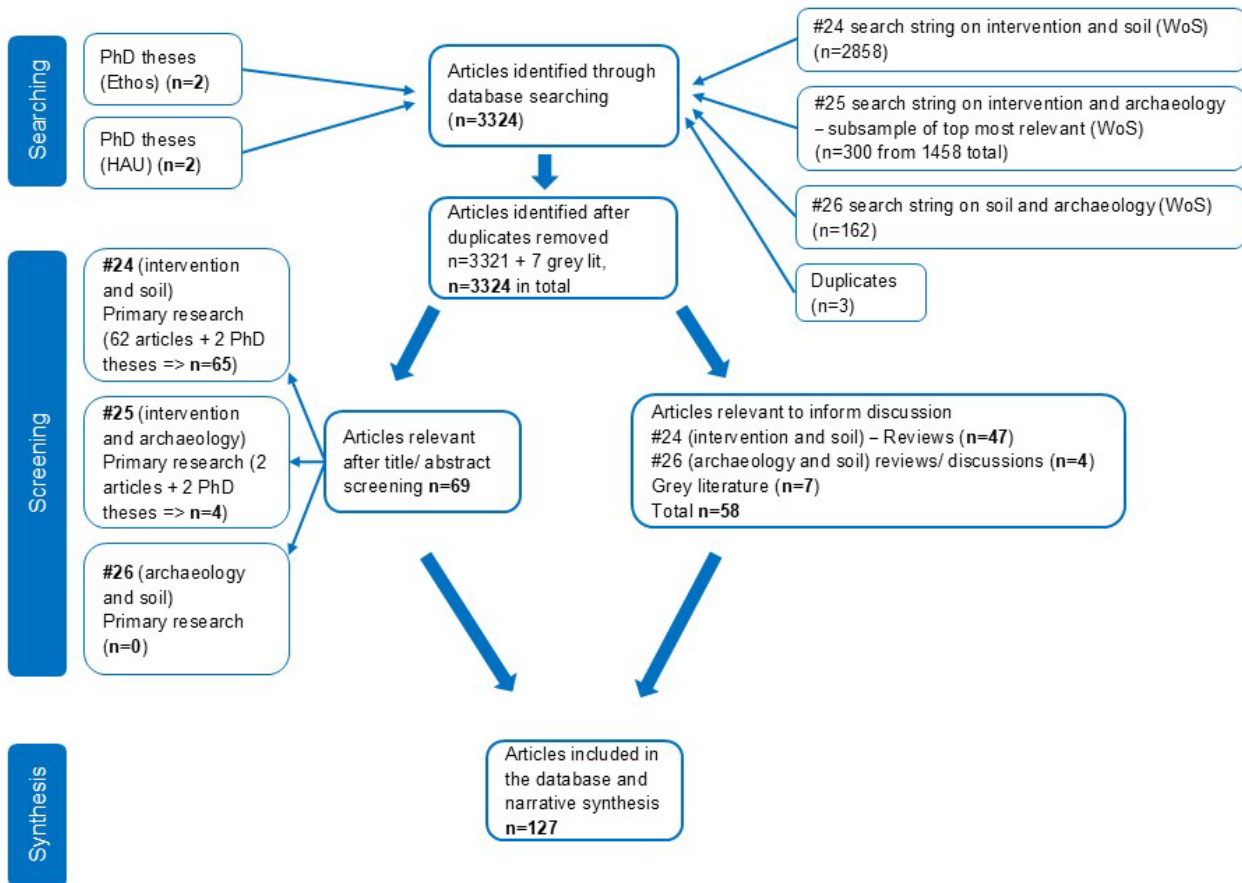 Searching
PhD theses
(Ethos) (n=2)
PhD theses
(HAU) (n=2)
Articles identified through
database searching
(n=3324)
#24 search string on intervention and soil (WoS)
(n=2858)
#25 search string on intervention and archaeology
– subsample of top most relevant (WoS)
(n=300 from 1458 total)
#26 search string on soil and archaeology (WoS)
(n=162)
Duplicates
(n=3)
Articles identified after
duplicates removed
n=3321 + 7 grey lit,
n=3324 in total
Screening
#24 (intervention
and soil)
Primary research
(62 articles + 2 PhD
theses => n=65)
#25 (intervention
and archaeology)
Primary research (2
articles + 2 PhD
theses => n=4)
#26 (archaeology
and soil)
Primary research
(n=0)
Articles relevant
after title/ abstract
screening n=69
Articles relevant to inform discussion
#24 (intervention and soil) – Reviews (n=47)
#26 (archaeology and soil) reviews/ discussions (n=4)
Grey literature (n=7)
Total n=58
Synthesis
Articles included in
the database and
narrative synthesis
n=127